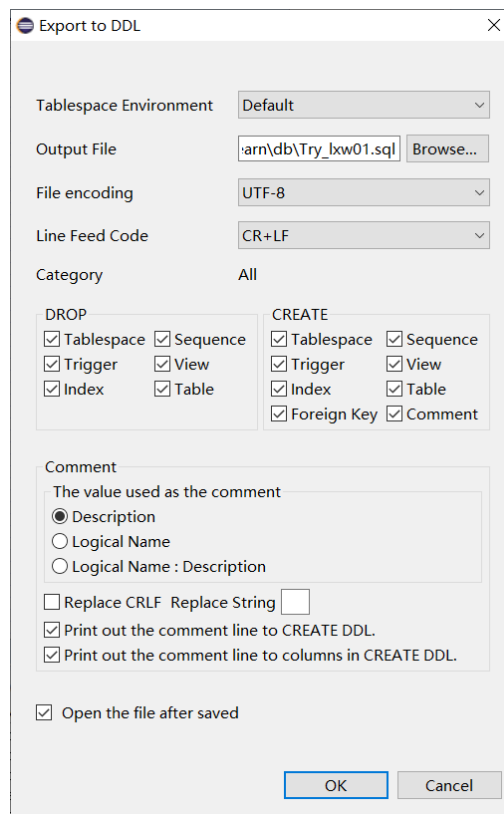 Export to DDL
Tablespace Environment Default
Output File earn\db\Try_lxw01.sql Browse...
File encoding UTF-8
Line Feed Code CR+LF
Category All
DROP CREATE
Tablespace Sequence Tablespace Sequence
Trigger View Trigger View
Index Table Index Table
Foreign Key Comment
Comment
The value used as the comment
Description
Logical Name
Logical Name : Description
Replace CRLF Replace String
Print out the comment line to CREATE DDL.
Print out the comment line to columns in CREATE DDL.
Open the file after saved
OK Cancel